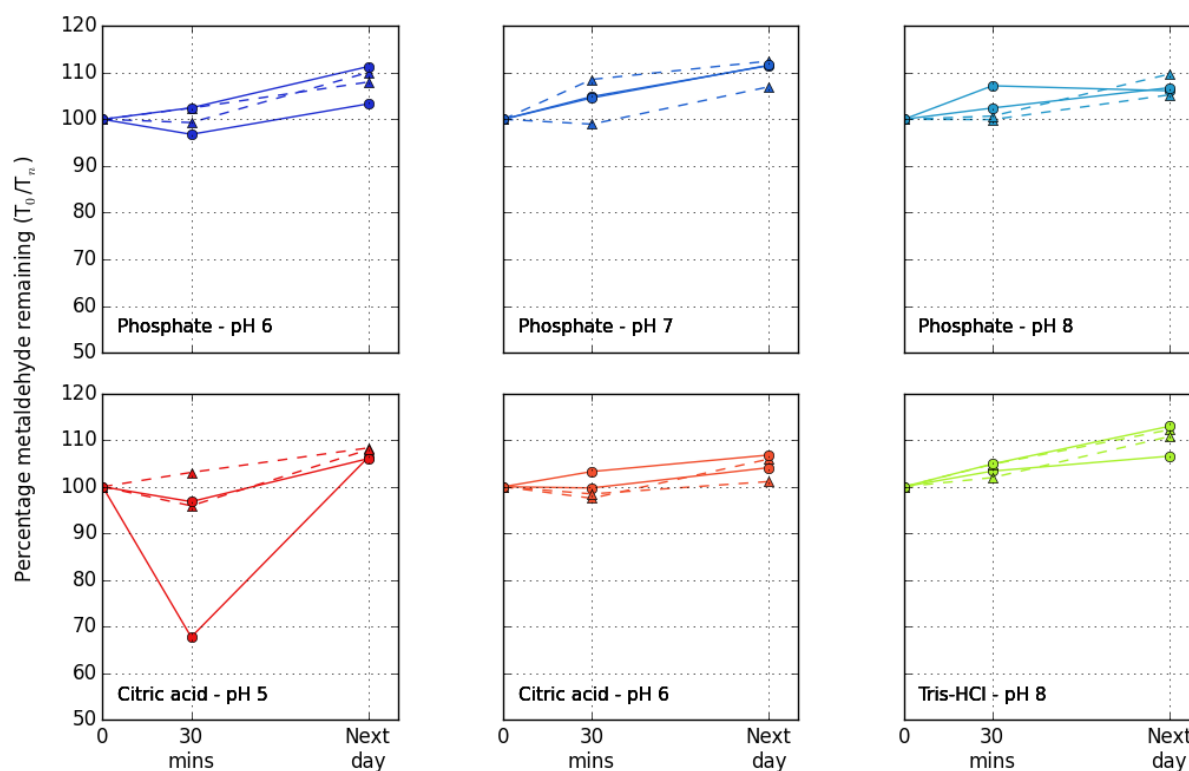 Percentage metaldehyde remaining (T₀/Tₙ)
120
110
100
90
80
70
60
50
Phosphate - pH 6
Phosphate - pH 7
Phosphate - pH 8
120
110
100
90
80
70
60
50
Citric acid - pH 5
Citric acid - pH 6
Tris-HCl - pH 8
0
30
mins
Next
day
0
30
mins
Next
day
0
30
mins
Next
day